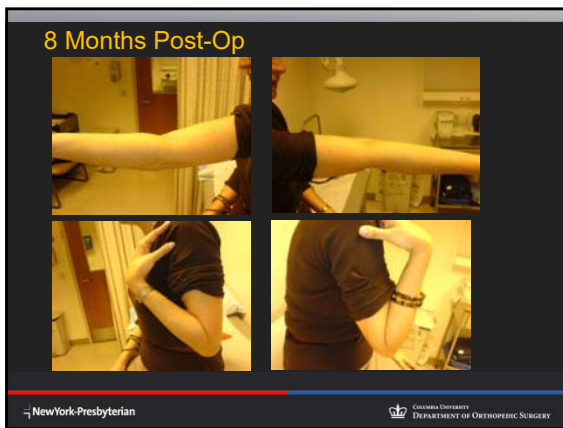 8 Months Post-Op
NewYork-Presbyterian
COLUMBIA UNIVERSITY
DEPARTMENT OF ORTHOPEDIC SURGERY